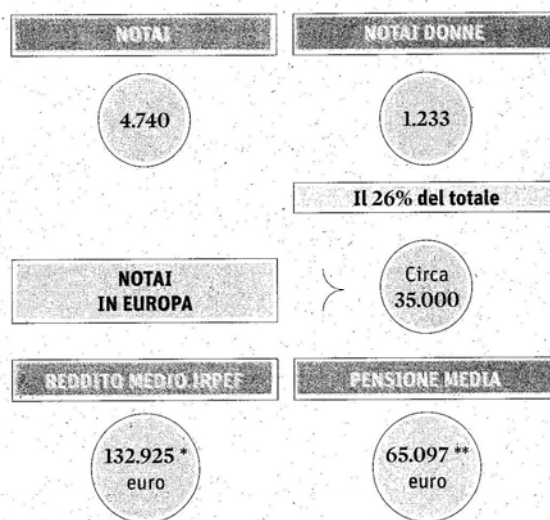 NOTAI
NOTAI DONNE
4.740
1.233
Il 26% del totale
NOTAI
IN EUROPA
Circa
35.000
REDDITO MEDIO IRPEF
PENSIONE MEDIA
132.925 *
euro
65.097 **
euro